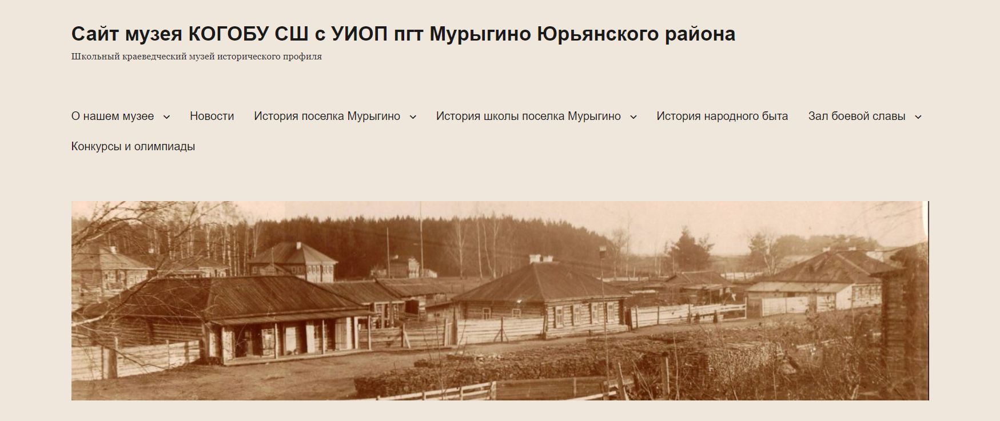 Сайт музея КОГОБУ СШ с УИОП пгт Мурыгино Юрьянского района
Школьный краеведческий музей исторического профиля
О нашем музее Новости История поселка Мурыгино История школы поселка Мурыгино История народного быта Зал боевой славы
Конкурсы и олимпиады